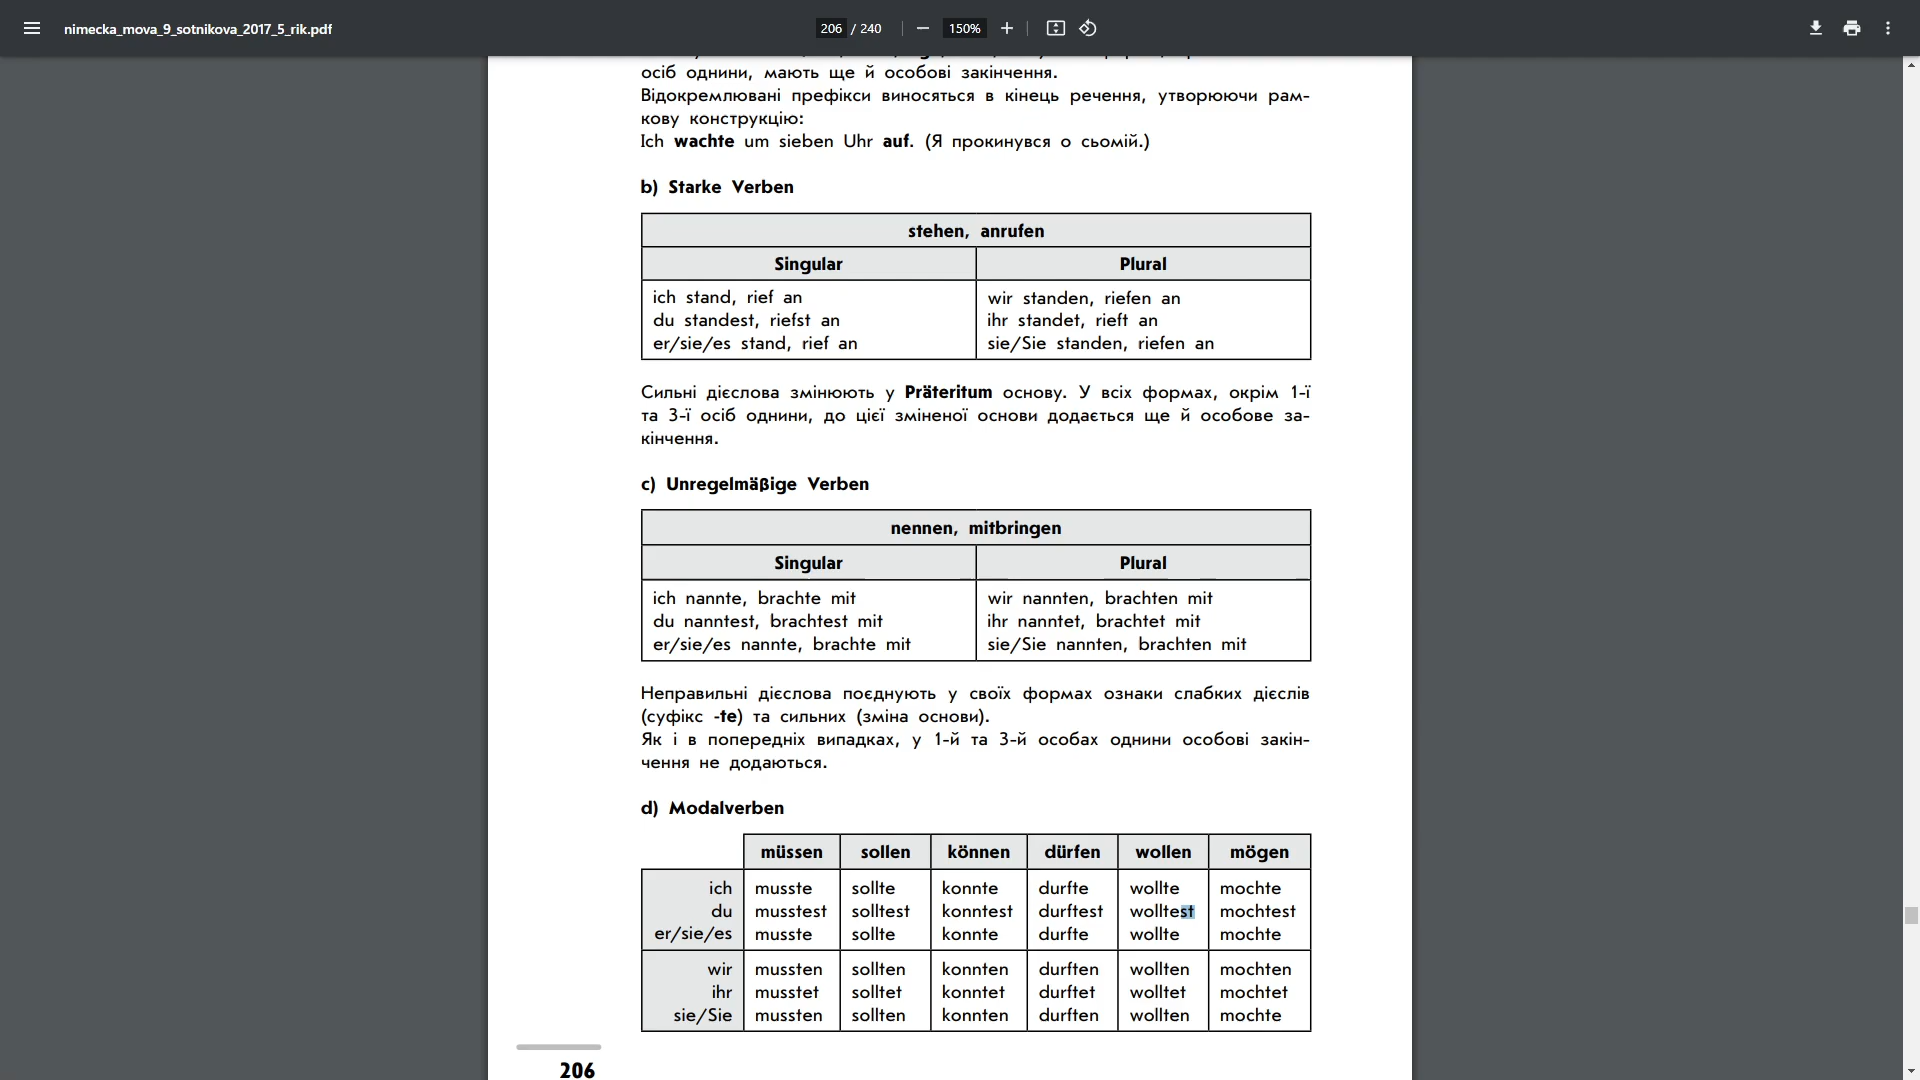 nimecka_mova_9_sotnikova_2017_5_rik.pdf
206 / 240
150%
осіб однини, мають ще й особові закінчення.
Відокремлювані префікси виносяться в кінець речення, утворюючи рам-
кову конструкцію:
Ich wachte um sieben Uhr auf. (Я прокинувся о сьомій.)
b) Starke Verben
stehen, anrufen
Singular Plural
ich stand, rief an wir standen, riefen an
du standest, riefst an ihr standet, rieft an
er/sie/es stand, rief an sie/Sie standen, riefen an
Сильні дієслова змінюють у Präteritum основу. У всіх формах, окрім 1-ї
та 3-ї осіб однини, до цієї зміненої основи додається ще й особове за-
кінчення.
c) Unregelmäßige Verben
nennen, mitbringen
Singular Plural
ich nannte, brachte mit wir nannten, brachten mit
du nanntest, brachtest mit ihr nanntet, brachtet mit
er/sie/es nannte, brachte mit sie/Sie nannten, brachten mit
Неправильні дієслова поєднують у своїх формах ознаки слабких дієслів
(суфікс -te) та сильних (зміна основи).
Як і в попередніх випадках, у 1-й та 3-й особах однини особові закін-
чення не додаються.
d) Modalverben
müssen sollen können dürfen wollen mögen
ich musste sollte konnte durfte wollte mochte
du musstest solltest konntest durftest wolltest mochtest
er/sie/es musste sollte konnte durfte wollte mochte
wir mussten sollten konnten durften wollten mochten
ihr musstet solltet konntet durftet wolltet mochtet
sie/Sie mussten sollten konnten durften wollten mochte
206